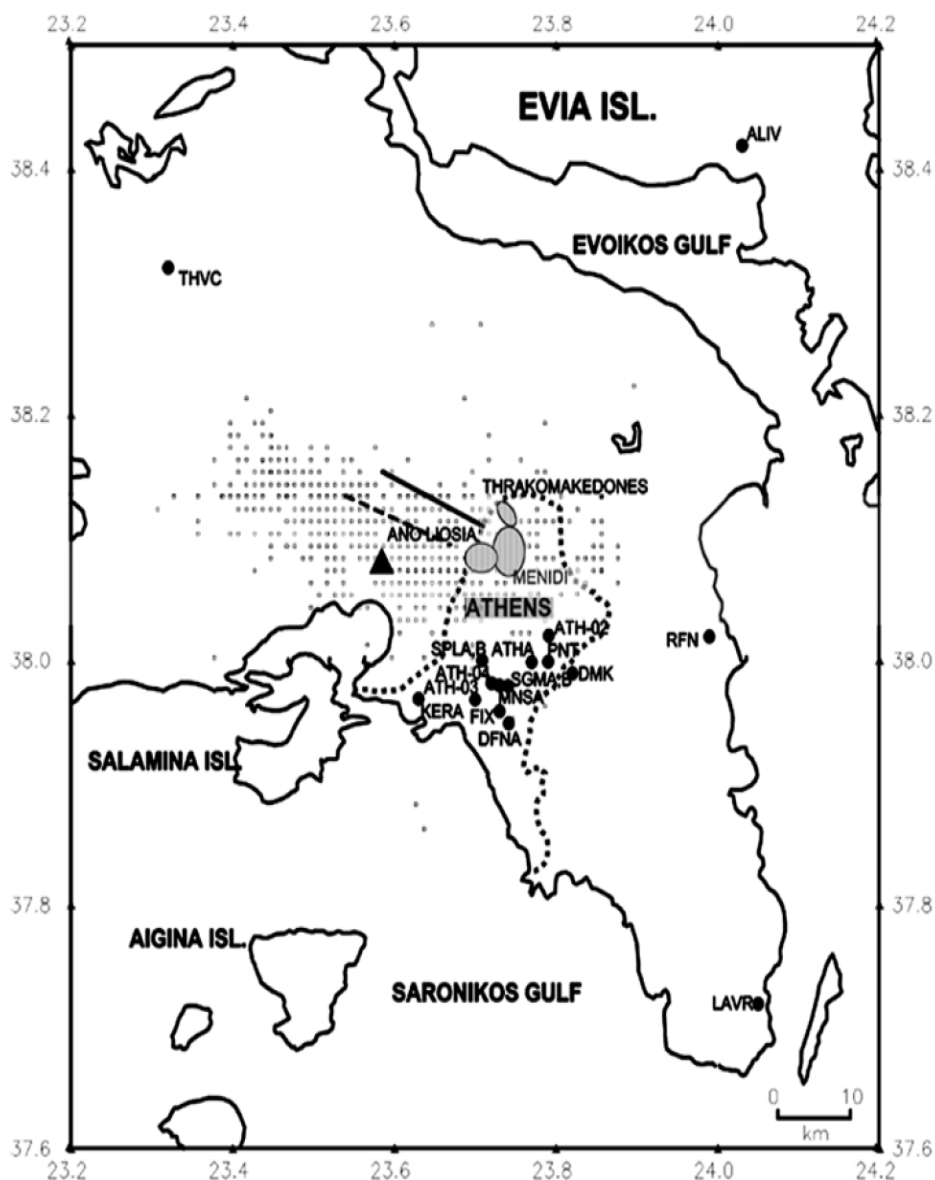 23.2 23.4 23.6 23.8 24.0 24.2
EVIA ISL.
ALIV
38.4 38.4
EVOIKOS GULF
THVC
38.2 38.2
THRAKOMAKEDONES
ANO LIOSIA
MENIDI
ATHENS
ATH-02
RFN
SPLA.B ATHA PNT
38.0 38.0
ATH-04 SGMA.B DMK
ATH-03 MNSA
KERA FIX
DFNA
SALAMINA ISL.
37.8 37.8
AIGINA ISL.
SARONIKOS GULF
LAVR
0 10
km
37.6 37.6
23.2 23.4 23.6 23.8 24.0 24.2